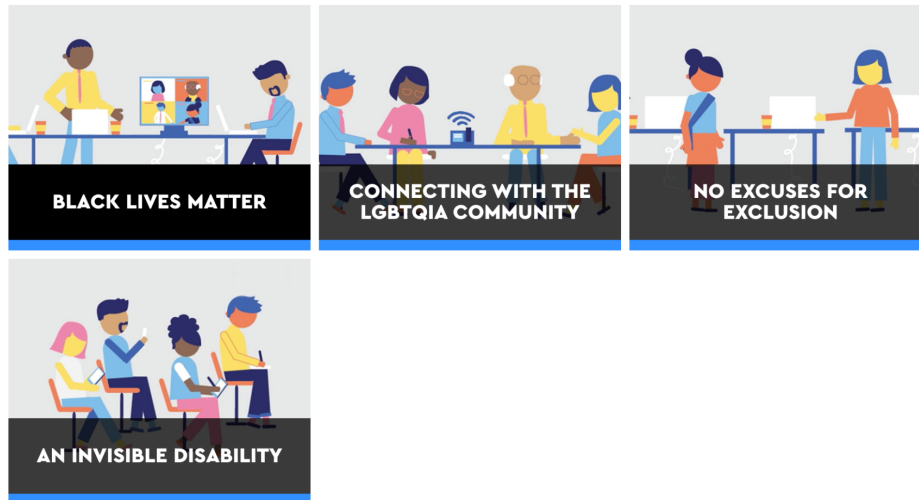 BLACK LIVES MATTER
CONNECTING WITH THE
LGBTQIA COMMUNITY
NO EXCUSES FOR
EXCLUSION
AN INVISIBLE DISABILITY